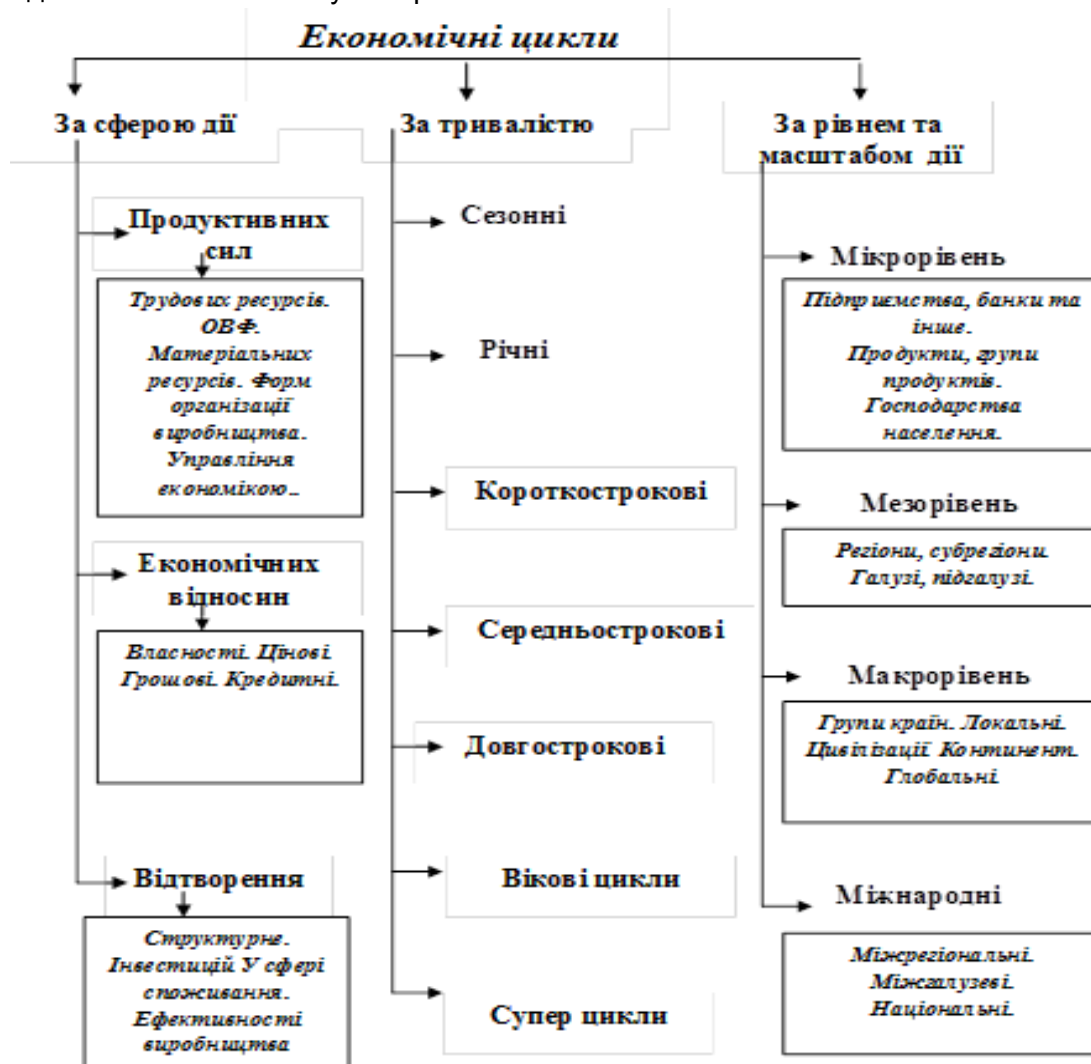 Економічні цикли
За сферою дії
Продуктивних
сил
Трудових ресурсів.
ОВФ.
Матеріальних
ресурсів. Форм
організації
виробництва.
Управління
економікою...
Економічних
відносин
Власності. Цінові.
Грошові. Кредитні.
Відтворення
Структурне.
Інвестицій У сфері
споживання.
Ефективності
виробництва
За тривалістю
Сезонні
Річні
Короткострокові
Середньострокові
Довгострокові
Вікові цикли
Супер цикли
За рівнем та
масштабом дії
Мікрорівень
Підприємства, банки та
інше.
Продукти, групи
продуктів.
Господарства
населення.
Мезорівень
Регіони, субрегіони.
Галузі, підгалузі.
Макрорівень
Групи країн. Локальні.
Цивілізації. Континент.
Глобальні.
Міжнародні
Міжрегіональні.
Міжгалузеві.
Національні.